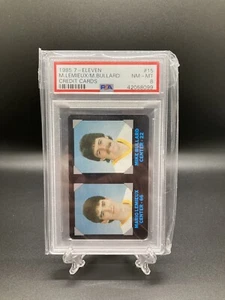 1985 7-ELEVEN #15
M.LEMIEUX-M.BULLARD NM-MT
CREDIT CARDS 8
PSA 42088099
MIKE BULLARD
CENTER-22
MARIO LEMIEUX
CENTER-66